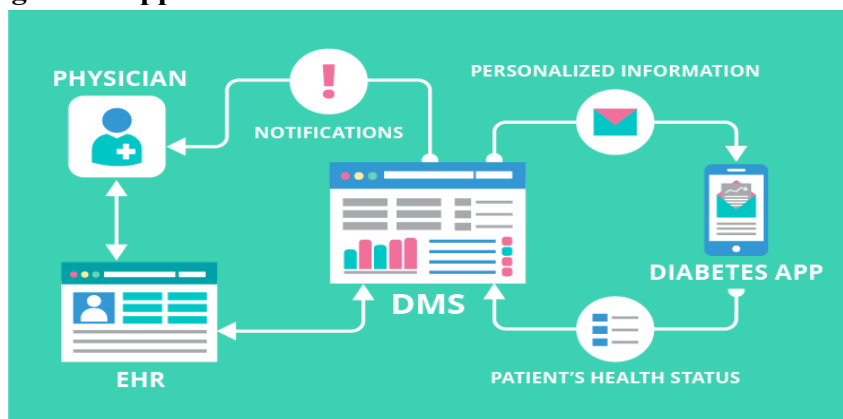 PHYSICIAN
NOTIFICATIONS
PERSONALIZED INFORMATION
DIABETES APP
DMS
EHR
PATIENT'S HEALTH STATUS